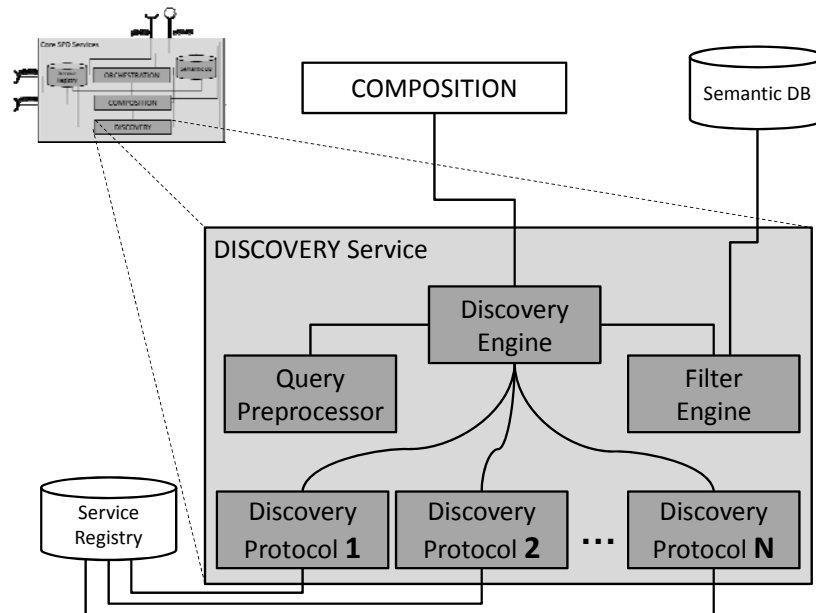 Core SFO Services
ORCHESTRATION
COMPOSITION
DISCOVERY
COMPOSITION
Semantic DB
DISCOVERY Service
Discovery
Engine
Query
Preprocessor
Filter
Engine
Service
Registry
Discovery
Protocol 1
Discovery
Protocol 2
...
Discovery
Protocol N